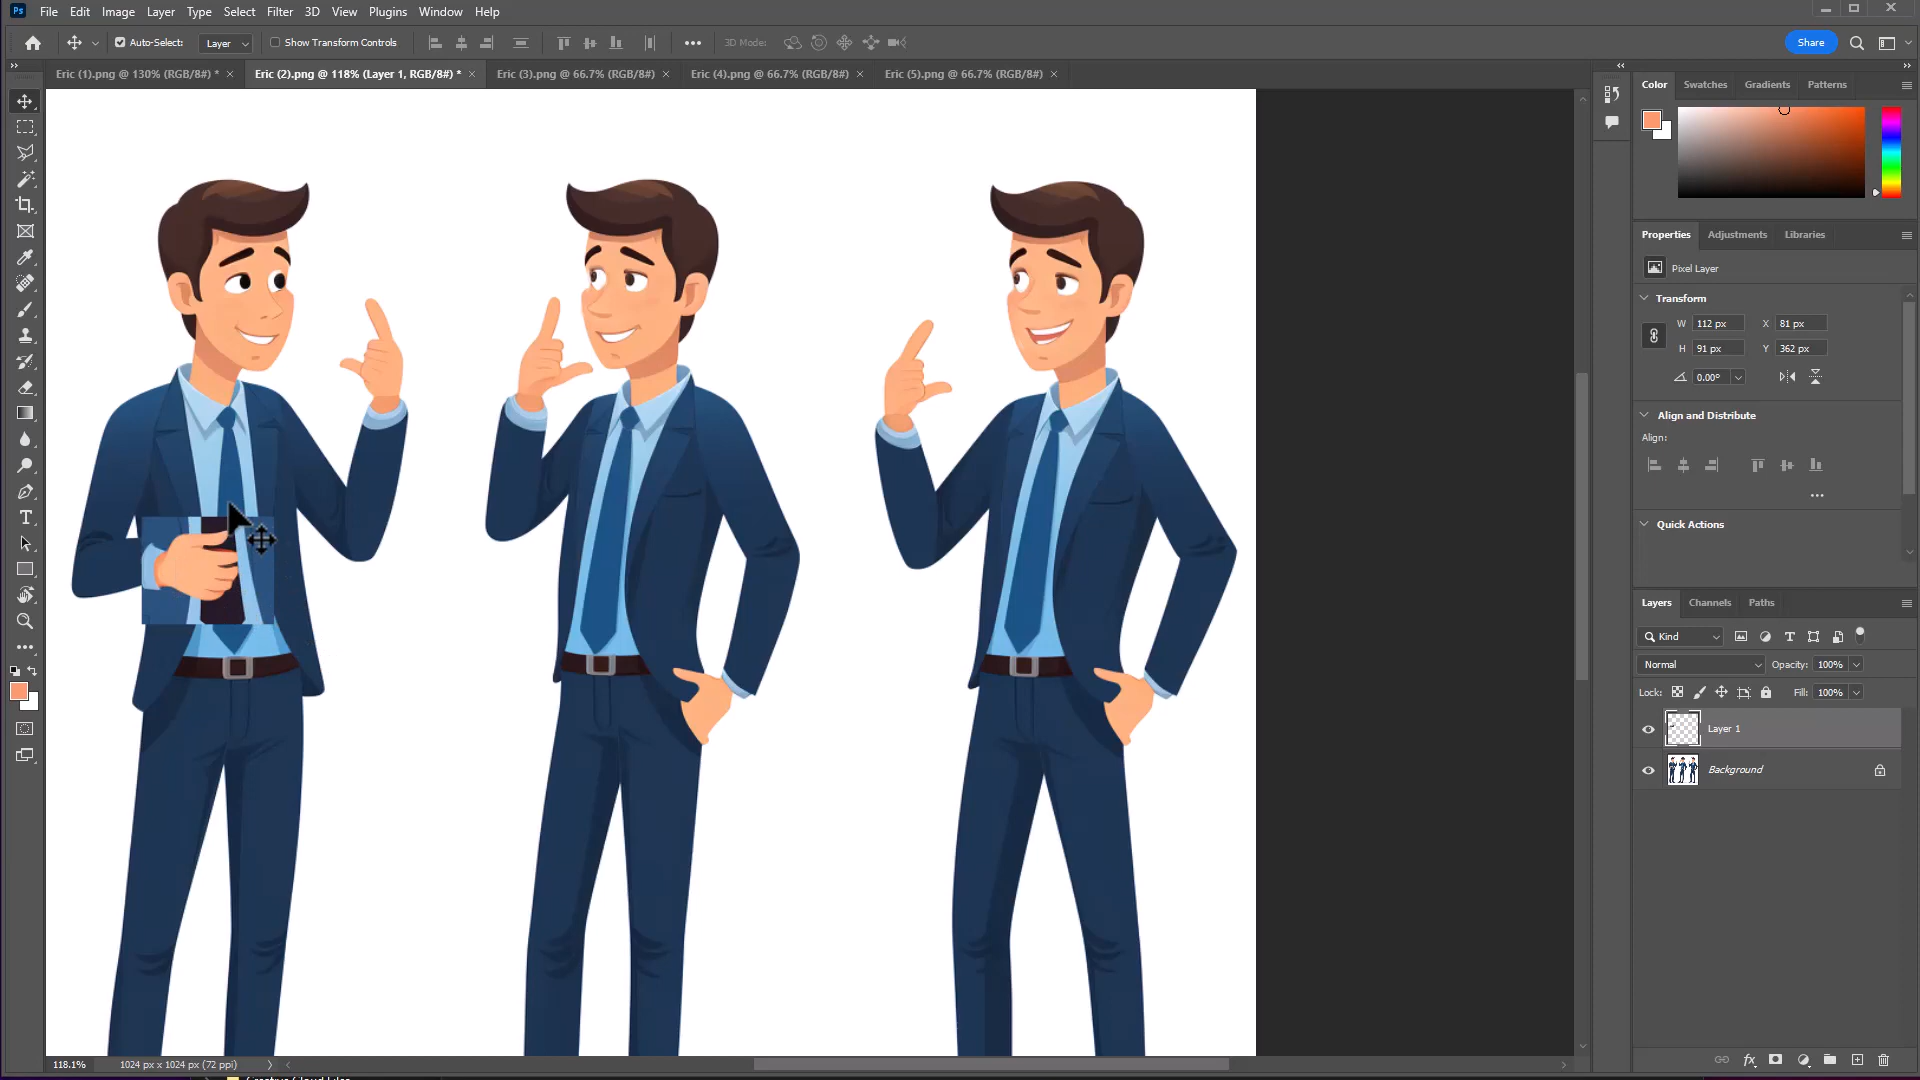 Ps File Edit Image Layer Type Select Filter 3D View Plugins Window Help
Auto-Select: Layer Show Transform Controls 3D Mode: Share
Eric (1).png @ 130% (RGB/8#) * Eric (2).png @ 118% (Layer 1, RGB/8#) * Eric (3).png @ 66.7% (RGB/8#) Eric (4).png @ 66.7% (RGB/8#) Eric (5).png @ 66.7% (RGB/8#)
Color Swatches Gradients Patterns
Properties Adjustments Libraries
Pixel Layer
Transform
W 112 px X 81 px
H 91 px Y 362 px
0.00°
Align and Distribute
Align:
Quick Actions
Layers Channels Paths
Kind
Normal Opacity: 100%
Lock: Fill: 100%
Layer 1
Background
118.1% 1024 px x 1024 px (72 ppi)